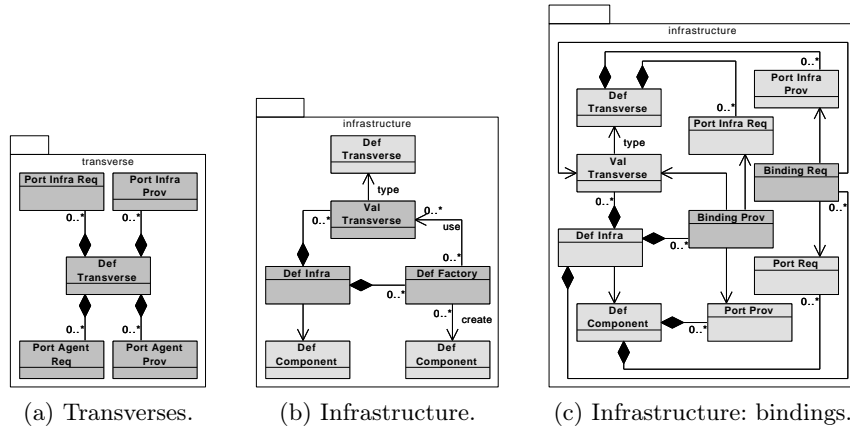 transverse
Port Infra Req
Port Infra
Prov
0..*
0..*
Def
Transverse
0..*
0..*
Port Agent
Req
Port Agent
Prov
(a) Transverses.
infrastructure
Def
Transverse
type
0..*
Val
Transverse
0..*
use
0..*
Def Infra
0..*
Def Factory
0..*
create
Def
Component
Def
Component
(b) Infrastructure.
infrastructure
0..*
Port Infra
Prov
Def
Transverse
0..*
Port Infra Req
type
Val
Transverse
Binding Req
0..*
0..*
Binding Prov
Def Infra
0..*
Port Req
Def
Component
Port Prov
0..*
0..*
(c) Infrastructure: bindings.